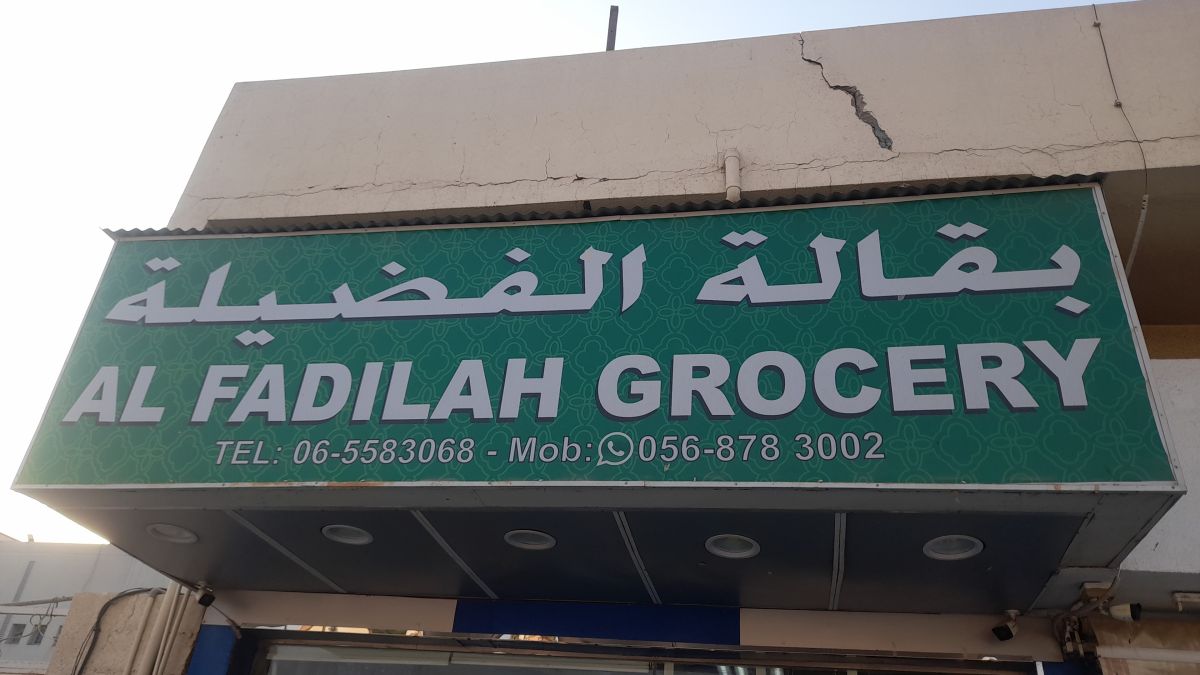 بقالة الفضيلة
AL FADILAH GROCERY
TEL: 06-5583068 - Mob: 056-878 3002